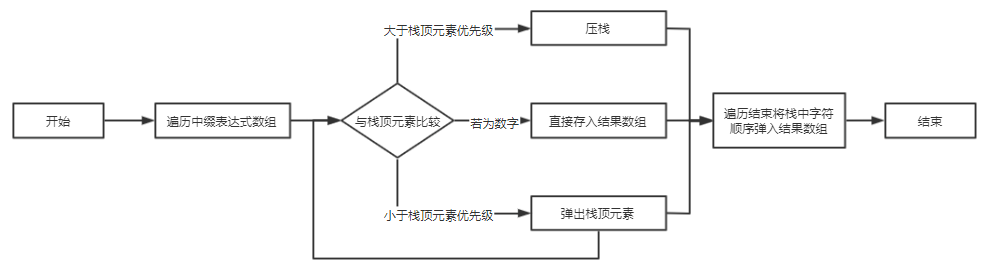 开始
遍历中缀表达式数组
与栈顶元素比较
大于栈顶元素优先级
压栈
若为数字
直接存入结果数组
小于栈顶元素优先级
弹出栈顶元素
遍历结束将栈中字符
顺序弹入结果数组
结束